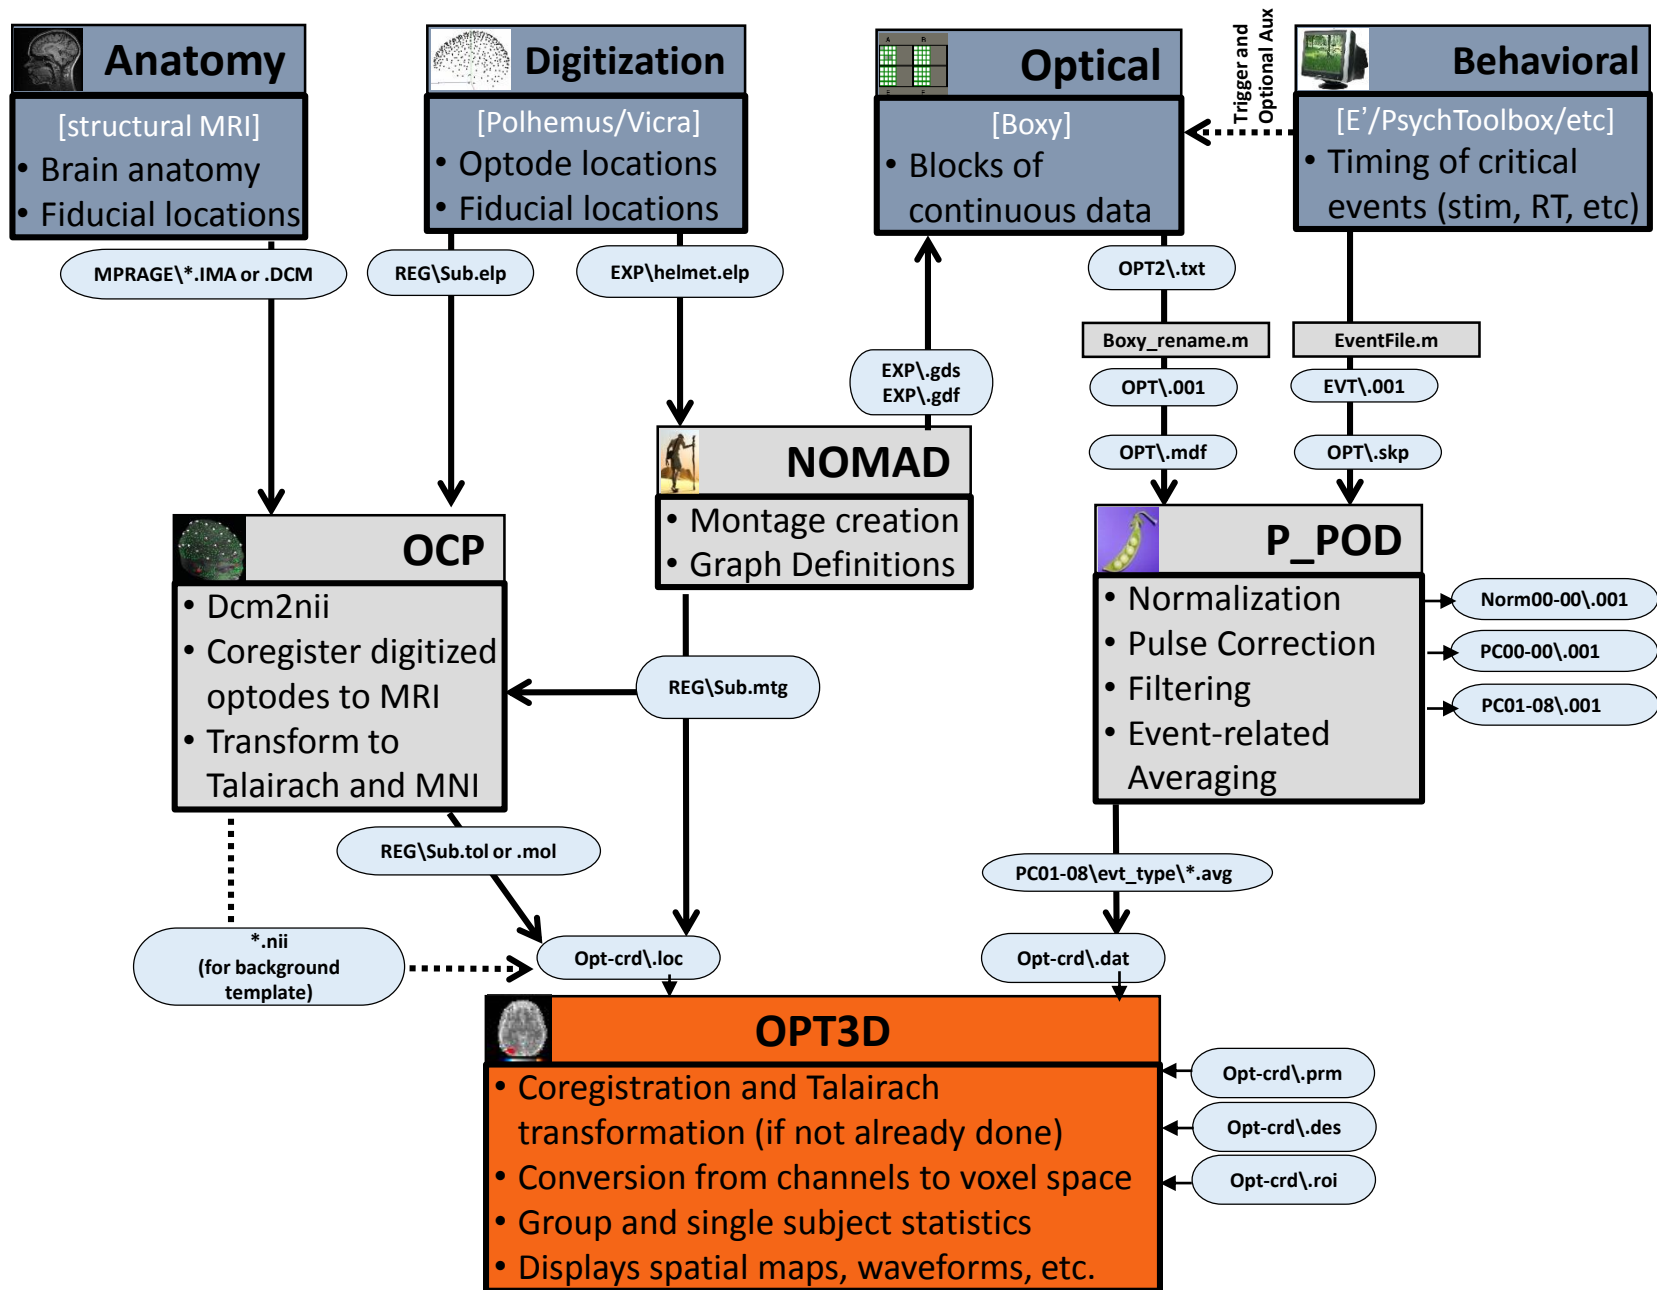 Anatomy
[structural MRI]
• Brain anatomy
• Fiducial locations
Digitization
[Polhemus/Vicra]
• Optode locations
• Fiducial locations
Optical
[Boxy]
• Blocks of
continuous data
Trigger and
Optional Aux
Behavioral
[E'/PsychToolbox/etc]
• Timing of critical
events (stim, RT, etc)
MPRAGE\*.IMA or .DCM
REG\Sub.elp
EXP\helmet.elp
OPT2\.txt
Boxy_rename.m
EventFile.m
EXP\.gds
EXP\.gdf
OPT\.001
EVT\.001
OPT\.mdf
OPT\.skp
NOMAD
• Montage creation
• Graph Definitions
OCP
• Dcm2nii
• Coregister digitized
optodes to MRI
• Transform to
Talairach and MNI
P_POD
• Normalization
• Pulse Correction
• Filtering
• Event-related
Averaging
Norm00-00\.001
PC00-00\.001
PC01-08\.001
REG\Sub.mtg
REG\Sub.tol or .mol
PC01-08\evt_type\*.avg
*.nii
(for background
template)
Opt-crd\.loc
Opt-crd\.dat
OPT3D
• Coregistration and Talairach
transformation (if not already done)
• Conversion from channels to voxel space
• Group and single subject statistics
• Displays spatial maps, waveforms, etc.
Opt-crd\.prm
Opt-crd\.des
Opt-crd\.roi